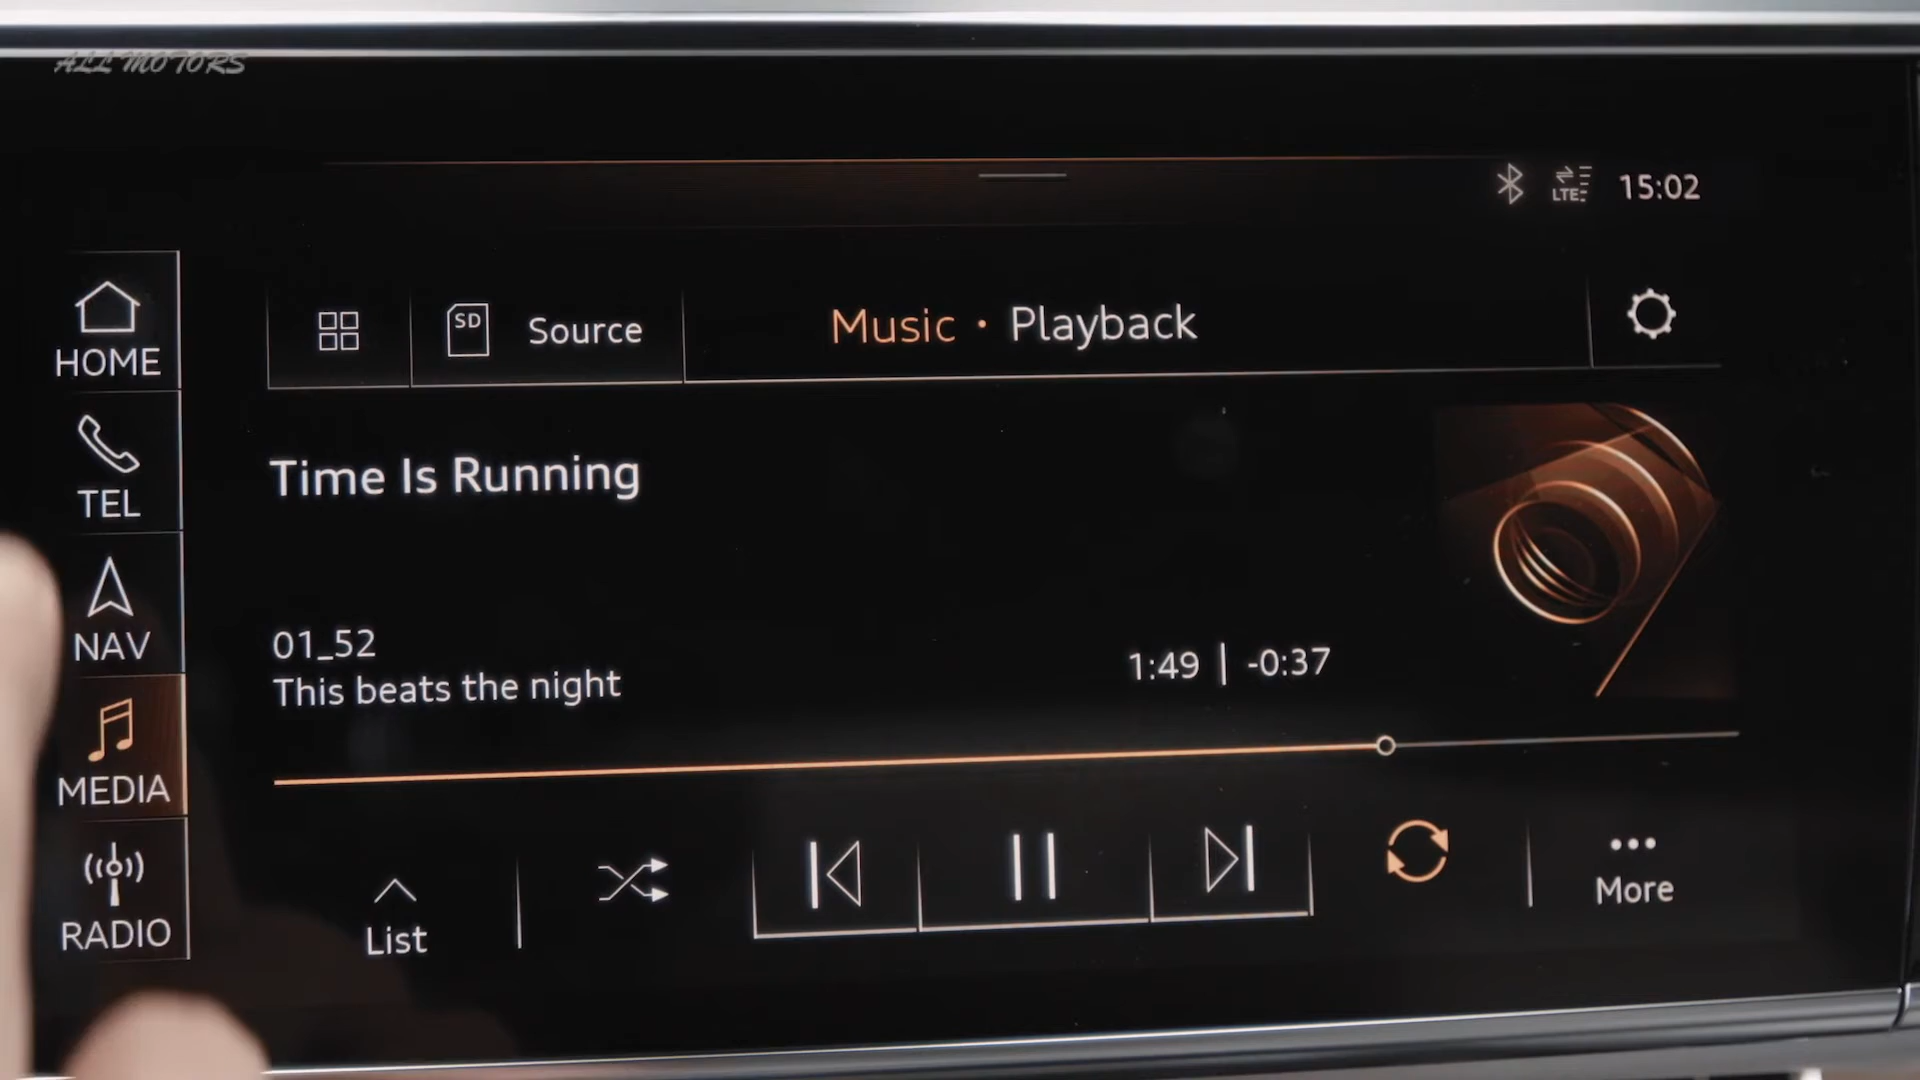 ALL MOTORS
LTE 15:02
HOME
SD Source
Music • Playback
TEL
Time Is Running
NAV
01_52
This beats the night
1:49 | -0:37
MEDIA
RADIO
List
More